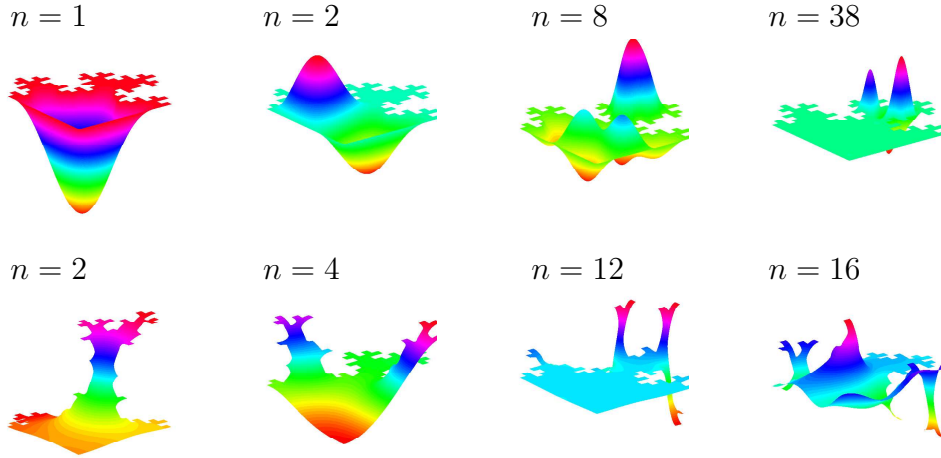 n = 1
n = 2
n = 8
n = 38
n = 2
n = 4
n = 12
n = 16